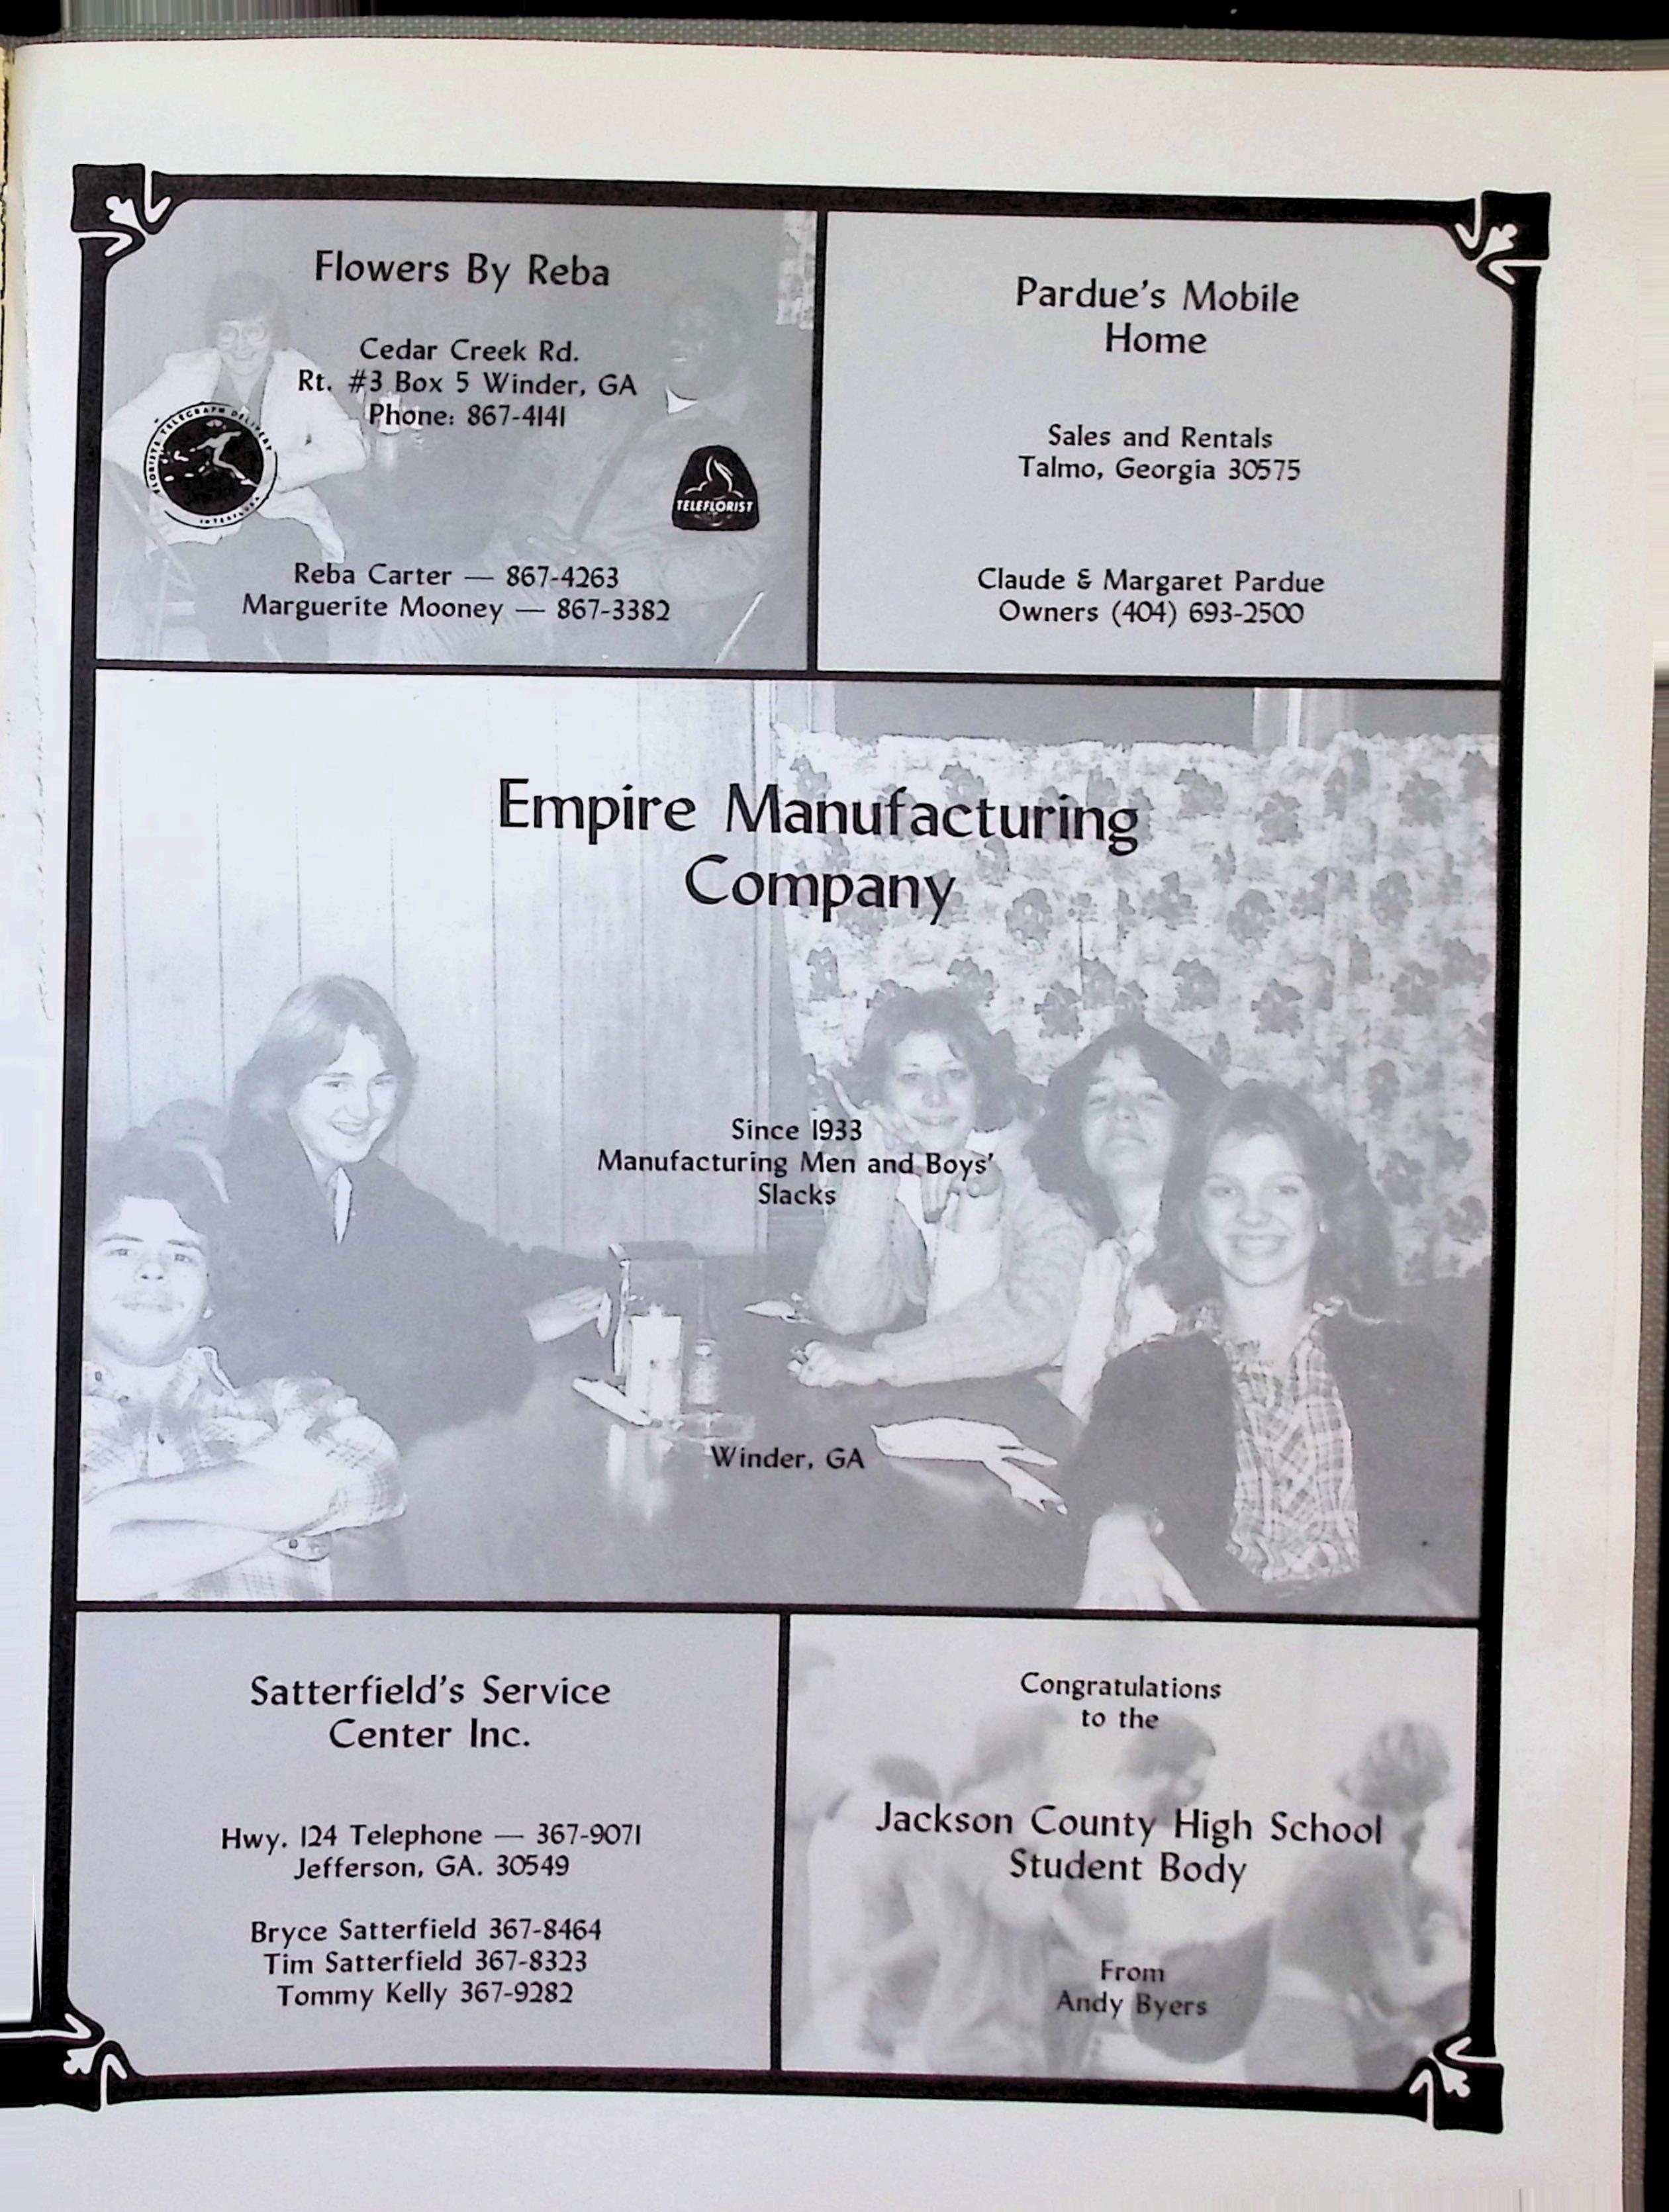 Flowers By Reba
Cedar Creek Rd.
Rt. #3 Box 5 Winder, GA
Phone: 867-4141
FLORISTS TELEGRAPH DELIVERY
INTERFLORA
TELEFLORIST
Reba Carter — 867-4263
Marguerite Mooney — 867-3382
Pardue's Mobile
Home
Sales and Rentals
Talmo, Georgia 30575
Claude & Margaret Pardue
Owners (404) 693-2500
Empire Manufacturing
Company
Since 1933
Manufacturing Men and Boys'
Slacks
Winder, GA
Satterfield's Service
Center Inc.
Hwy. 124 Telephone — 367-9071
Jefferson, GA. 30549
Bryce Satterfield 367-8464
Tim Satterfield 367-8323
Tommy Kelly 367-9282
Congratulations
to the
Jackson County High School
Student Body
From
Andy Byers